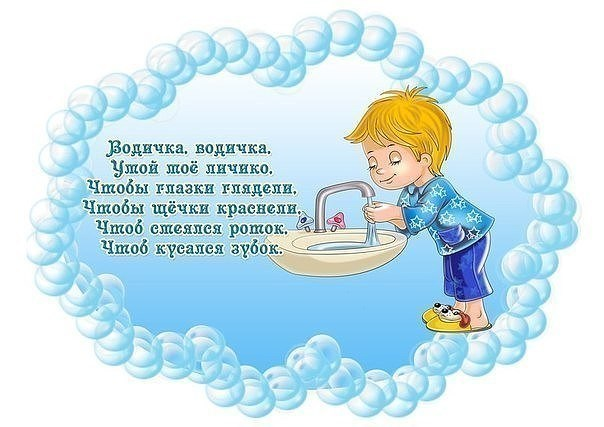 Водичка, водичка,
Умой моё личико,
Чтобы глазки глядели,
Чтобы щёчки краснели,
Чтоб смеялся роток,
Чтоб кусался зубок.